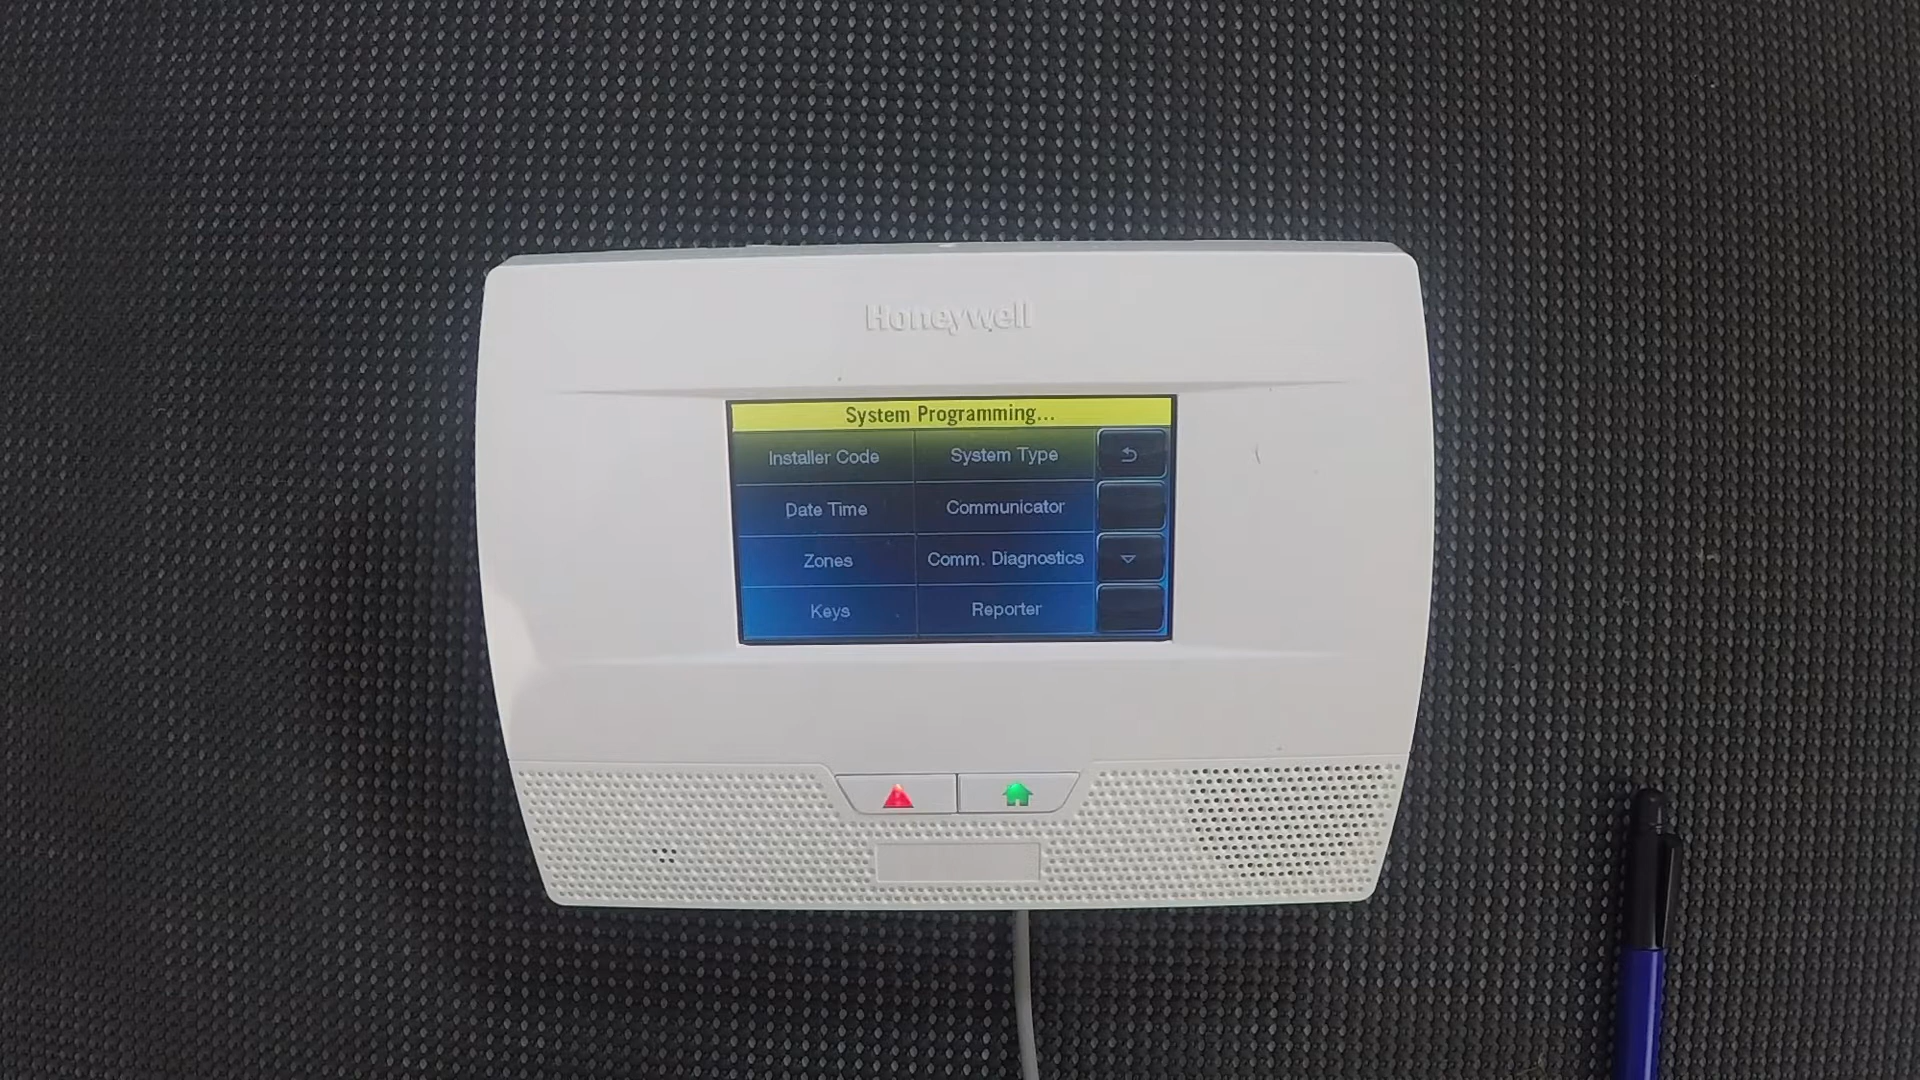 Honeywell
System Programming...
Installer Code System Type
Date Time Communicator
Zones Comm. Diagnostics
Keys Reporter